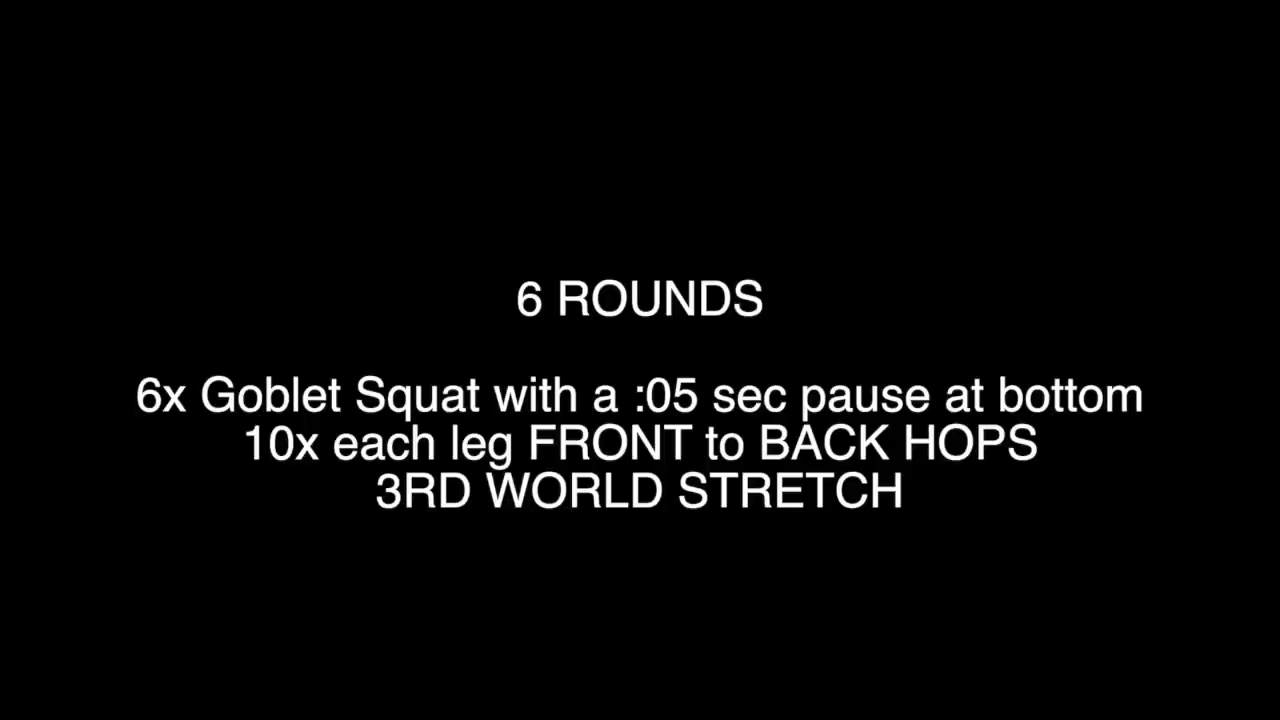 6 ROUNDS
6x Goblet Squat with a :05 sec pause at bottom
10x each leg FRONT to BACK HOPS
3RD WORLD STRETCH